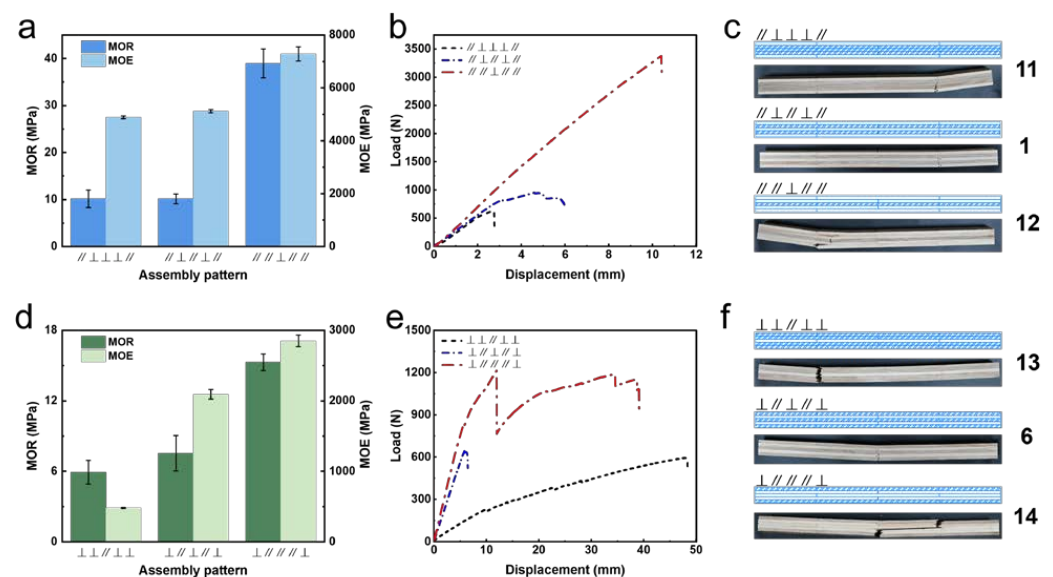 a
MOR
MOE
MOR (MPa)
40
30
20
10
0
MOE (MPa)
8000
6000
4000
2000
0
⫽⊥⊥⊥⫽
⫽⊥⫽⊥⫽
⫽⫽⊥⫽⫽
Assembly pattern
b
⫽⊥⊥⊥⫽
⫽⊥⫽⊥⫽
⫽⫽⊥⫽⫽
Load (N)
3500
3000
2500
2000
1500
1000
500
0
0 2 4 6 8 10 12
Displacement (mm)
c
⫽⊥⊥⊥⫽
11
⫽⊥⫽⊥⫽
1
⫽⫽⊥⫽⫽
12
d
MOR
MOE
MOR (MPa)
18
12
6
0
MOE (MPa)
3000
2000
1000
0
⊥⊥⫽⊥⊥
⊥⫽⊥⫽⊥
⊥⫽⫽⫽⊥
Assembly pattern
e
⊥⊥⫽⊥⊥
⊥⫽⊥⫽⊥
⊥⫽⫽⫽⊥
Load (N)
1500
1200
900
600
300
0
0 10 20 30 40 50
Displacement (mm)
f
⊥⊥⫽⊥⊥
13
⊥⫽⊥⫽⊥
6
⊥⫽⫽⫽⊥
14